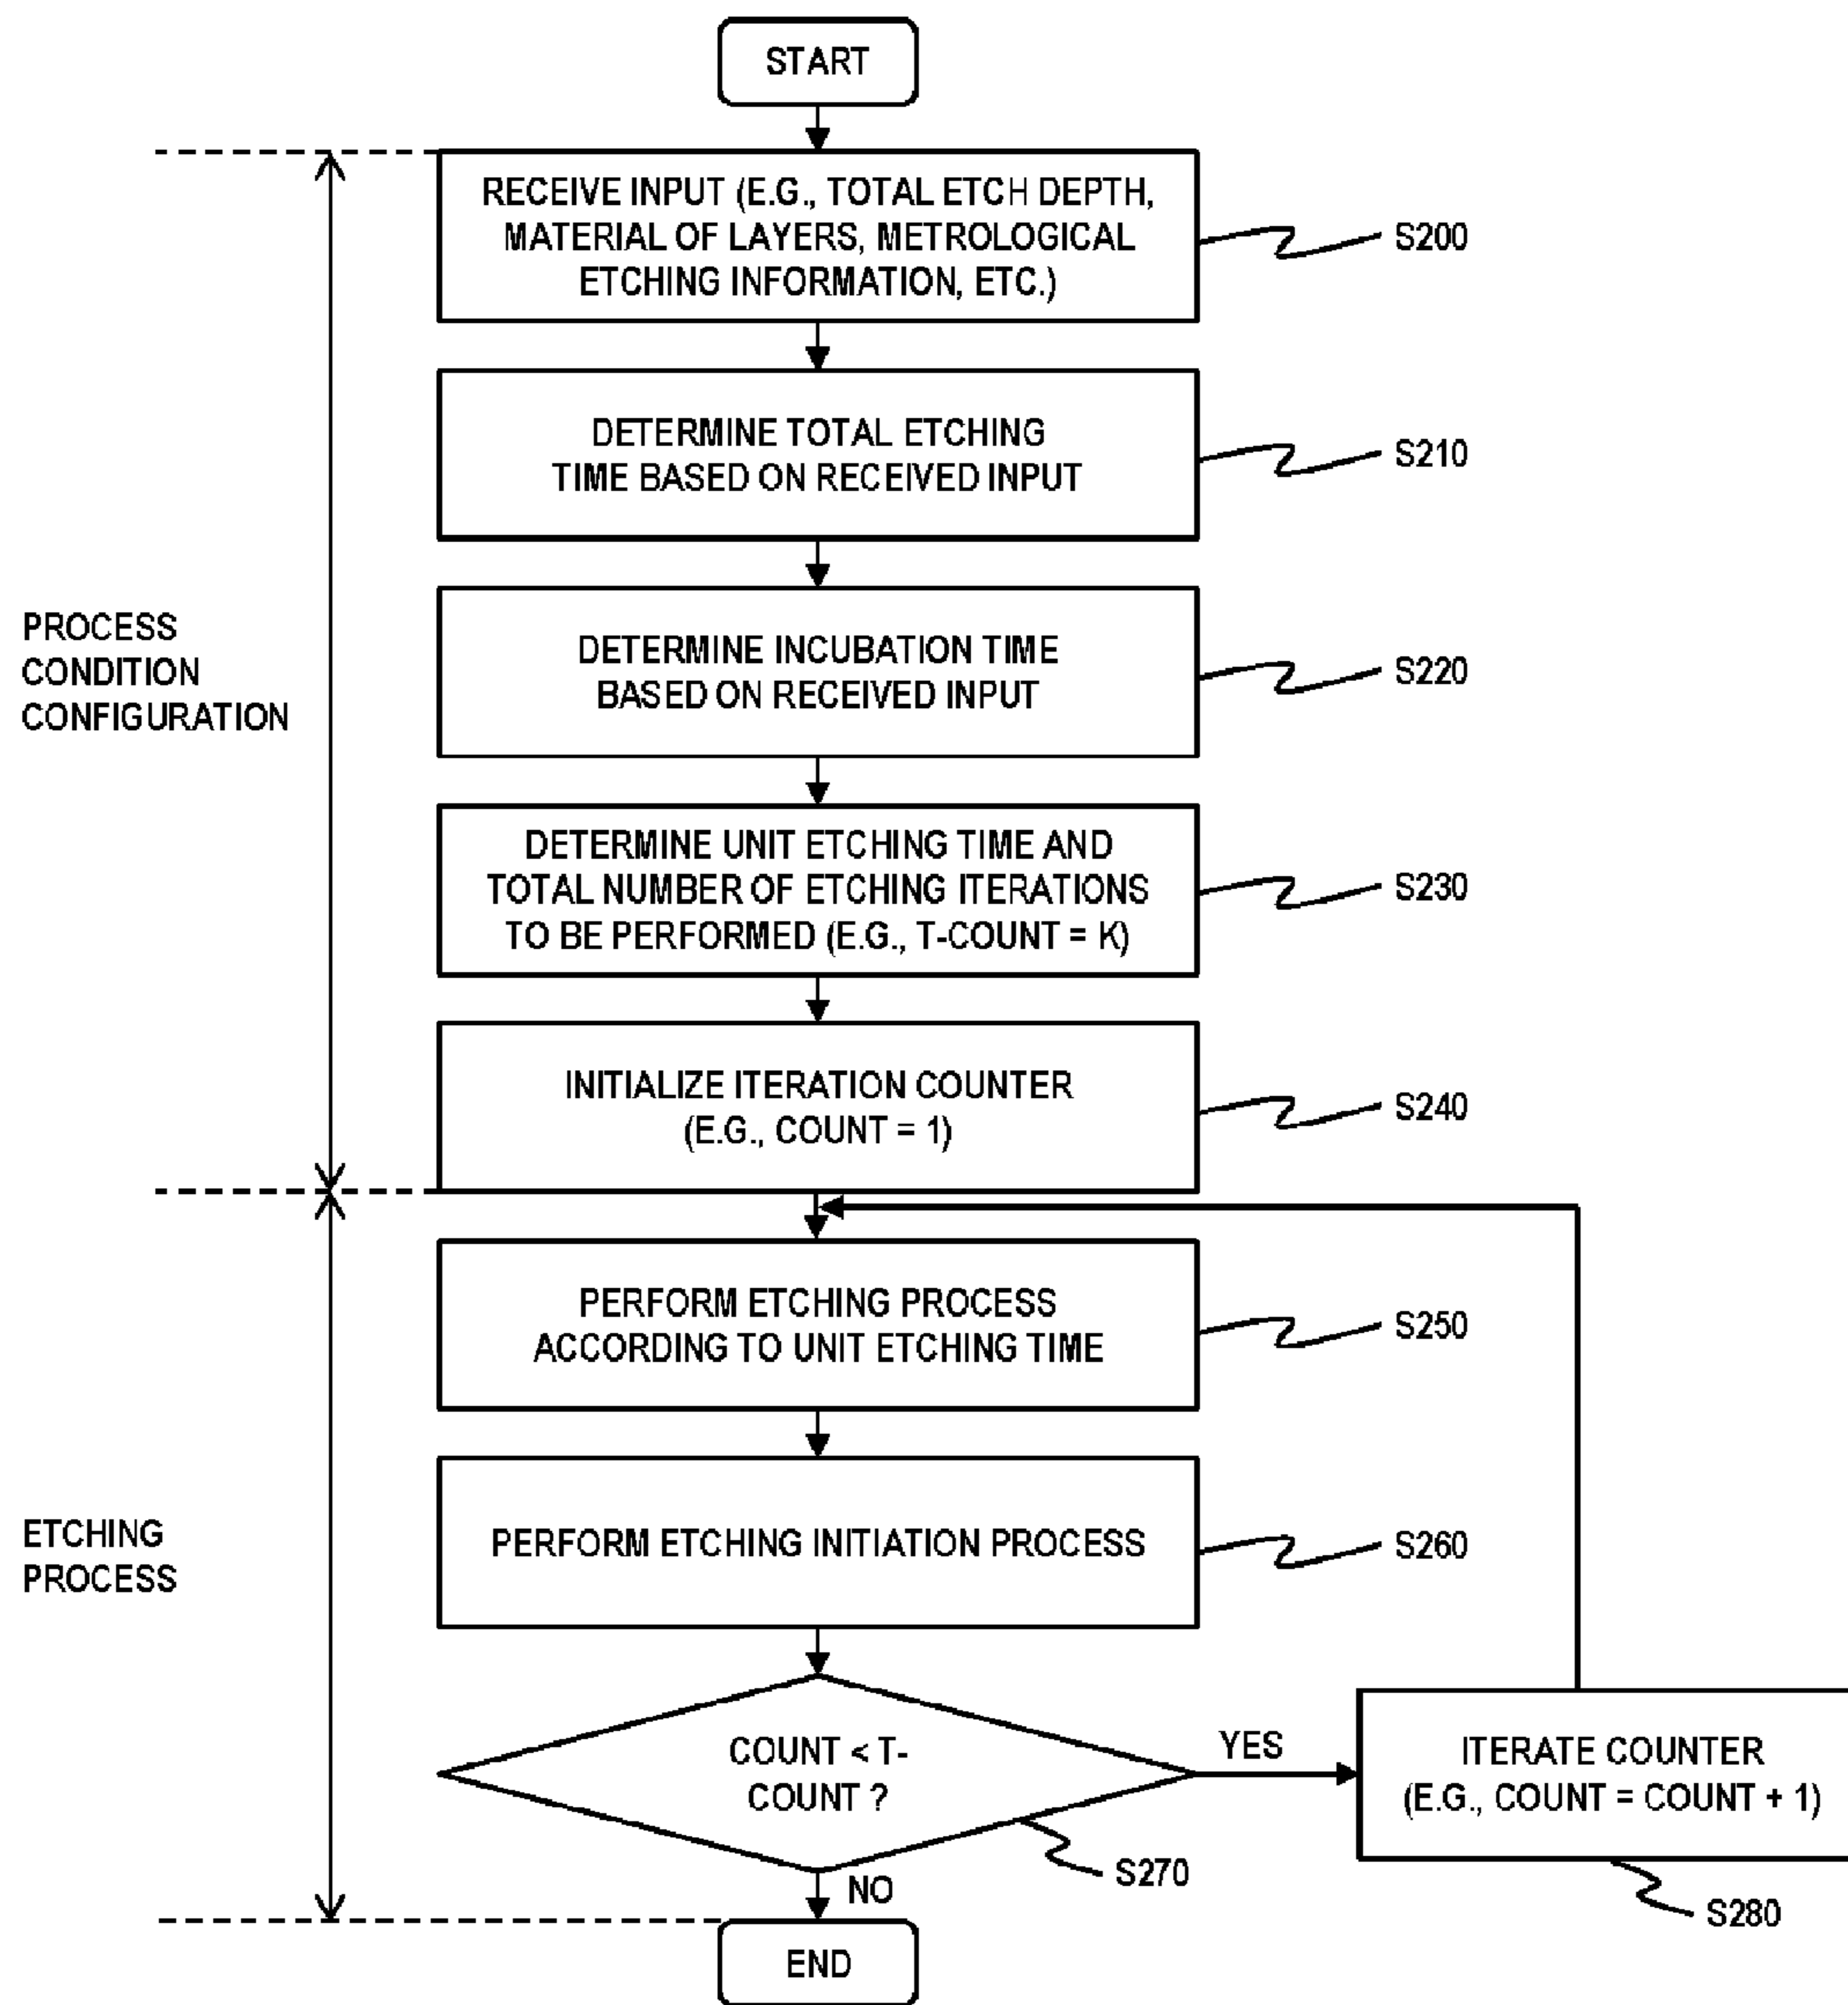 START
RECEIVE INPUT (E.G., TOTAL ETCH DEPTH,
MATERIAL OF LAYERS, METROLOGICAL
ETCHING INFORMATION, ETC.)
S200
DETERMINE TOTAL ETCHING
TIME BASED ON RECEIVED INPUT
S210
PROCESS
CONDITION
CONFIGURATION
DETERMINE INCUBATION TIME
BASED ON RECEIVED INPUT
S220
DETERMINE UNIT ETCHING TIME AND
TOTAL NUMBER OF ETCHING ITERATIONS
TO BE PERFORMED (E.G., T-COUNT = K)
S230
INITIALIZE ITERATION COUNTER
(E.G., COUNT = 1)
S240
PERFORM ETCHING PROCESS
ACCORDING TO UNIT ETCHING TIME
S250
ETCHING
PROCESS
PERFORM ETCHING INITIATION PROCESS
S260
COUNT < T-
COUNT ?
YES
S270
ITERATE COUNTER
(E.G., COUNT = COUNT + 1)
S280
NO
END